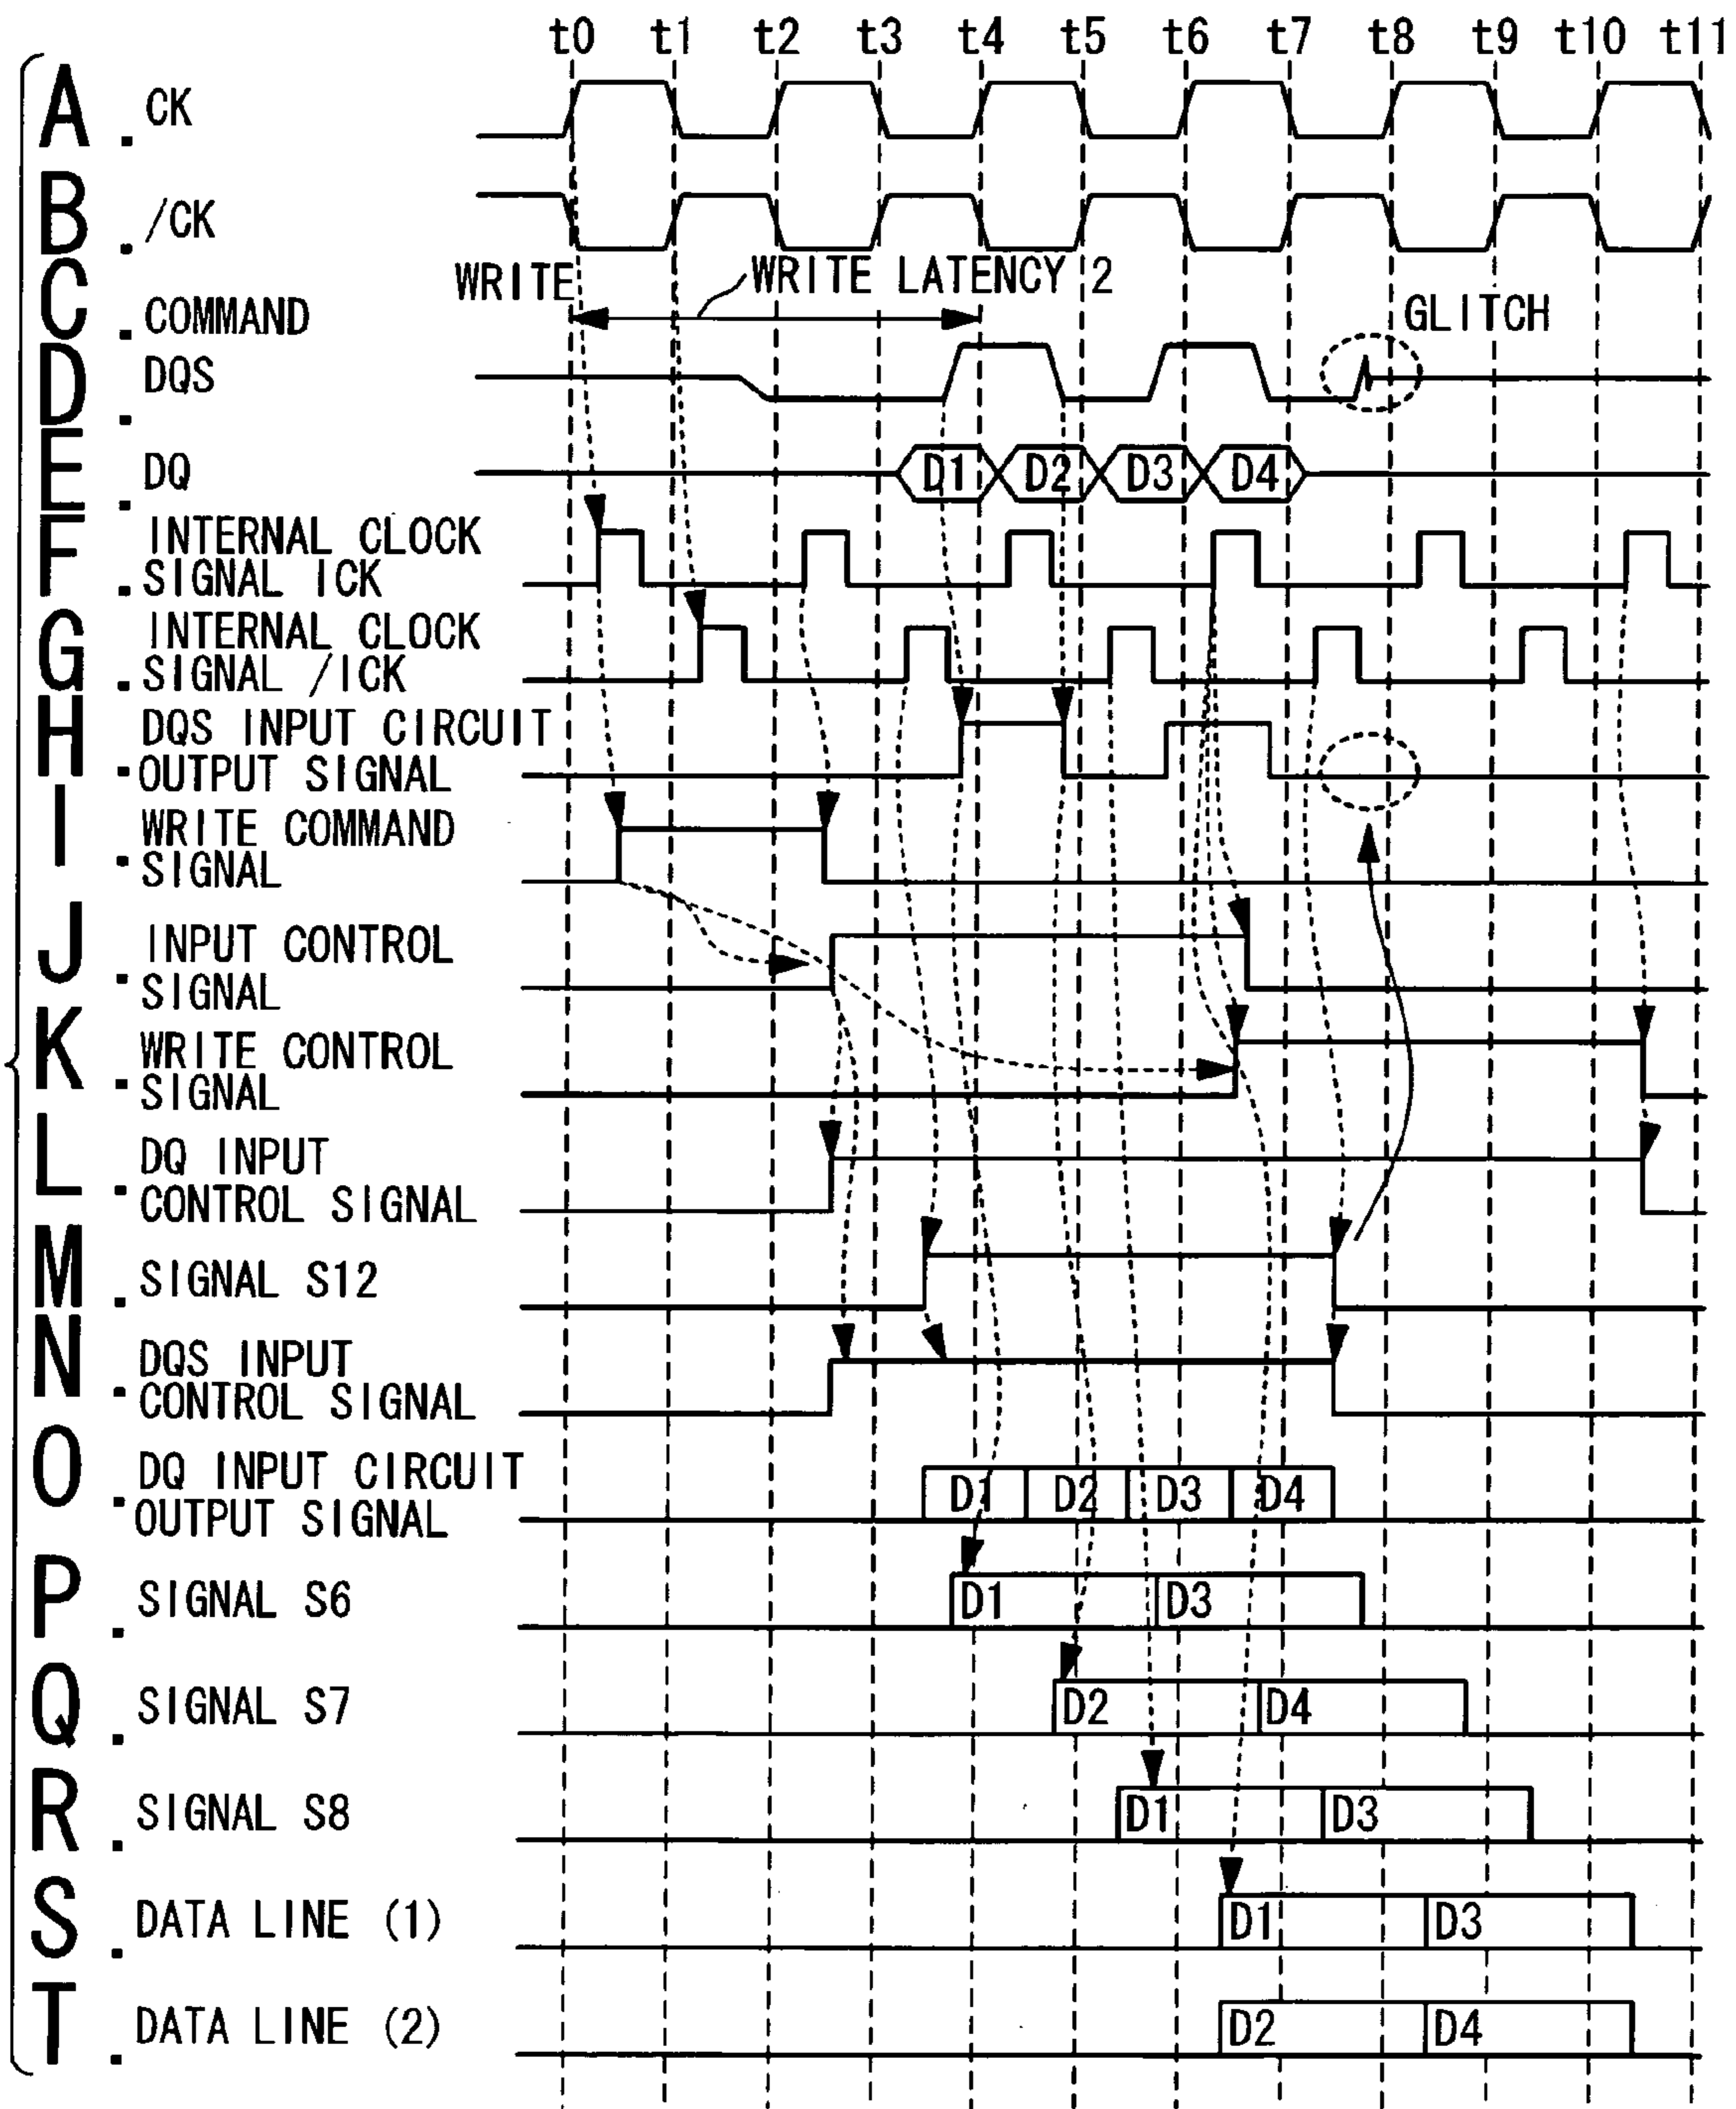 t0 t1 t2 t3 t4 t5 t6 t7 t8 t9 t10 t11
A. CK
B. /CK
WRITE WRITE LATENCY 2
C. COMMAND GLITCH
D. DQS
E. DQ D1 D2 D3 D4
F. INTERNAL CLOCK
SIGNAL ICK
G. INTERNAL CLOCK
SIGNAL /ICK
H. DQS INPUT CIRCUIT
OUTPUT SIGNAL
I. WRITE COMMAND
SIGNAL
J. INPUT CONTROL
SIGNAL
K. WRITE CONTROL
SIGNAL
L. DQ INPUT
CONTROL SIGNAL
M. SIGNAL S12
N. DQS INPUT
CONTROL SIGNAL
O. DQ INPUT CIRCUIT D1 D2 D3 D4
OUTPUT SIGNAL
P. SIGNAL S6 D1 D3
Q. SIGNAL S7 D2 D4
R. SIGNAL S8 D1 D3
S. DATA LINE (1) D1 D3
T. DATA LINE (2) D2 D4